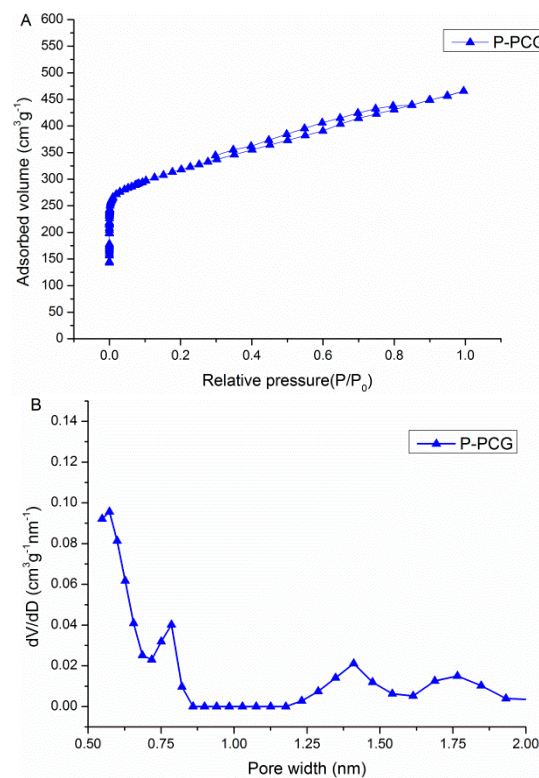 A
600
550
500
450
400
350
300
250
200
150
100
50
0
Adsorbed volume (cm³g⁻¹)
P-PCG
0.0 0.2 0.4 0.6 0.8 1.0
Relative pressure(P/P₀)
B
0.14
0.12
0.10
0.08
0.06
0.04
0.02
0.00
dV/dD (cm³g⁻¹nm⁻¹)
P-PCG
0.50 0.75 1.00 1.25 1.50 1.75 2.00
Pore width (nm)